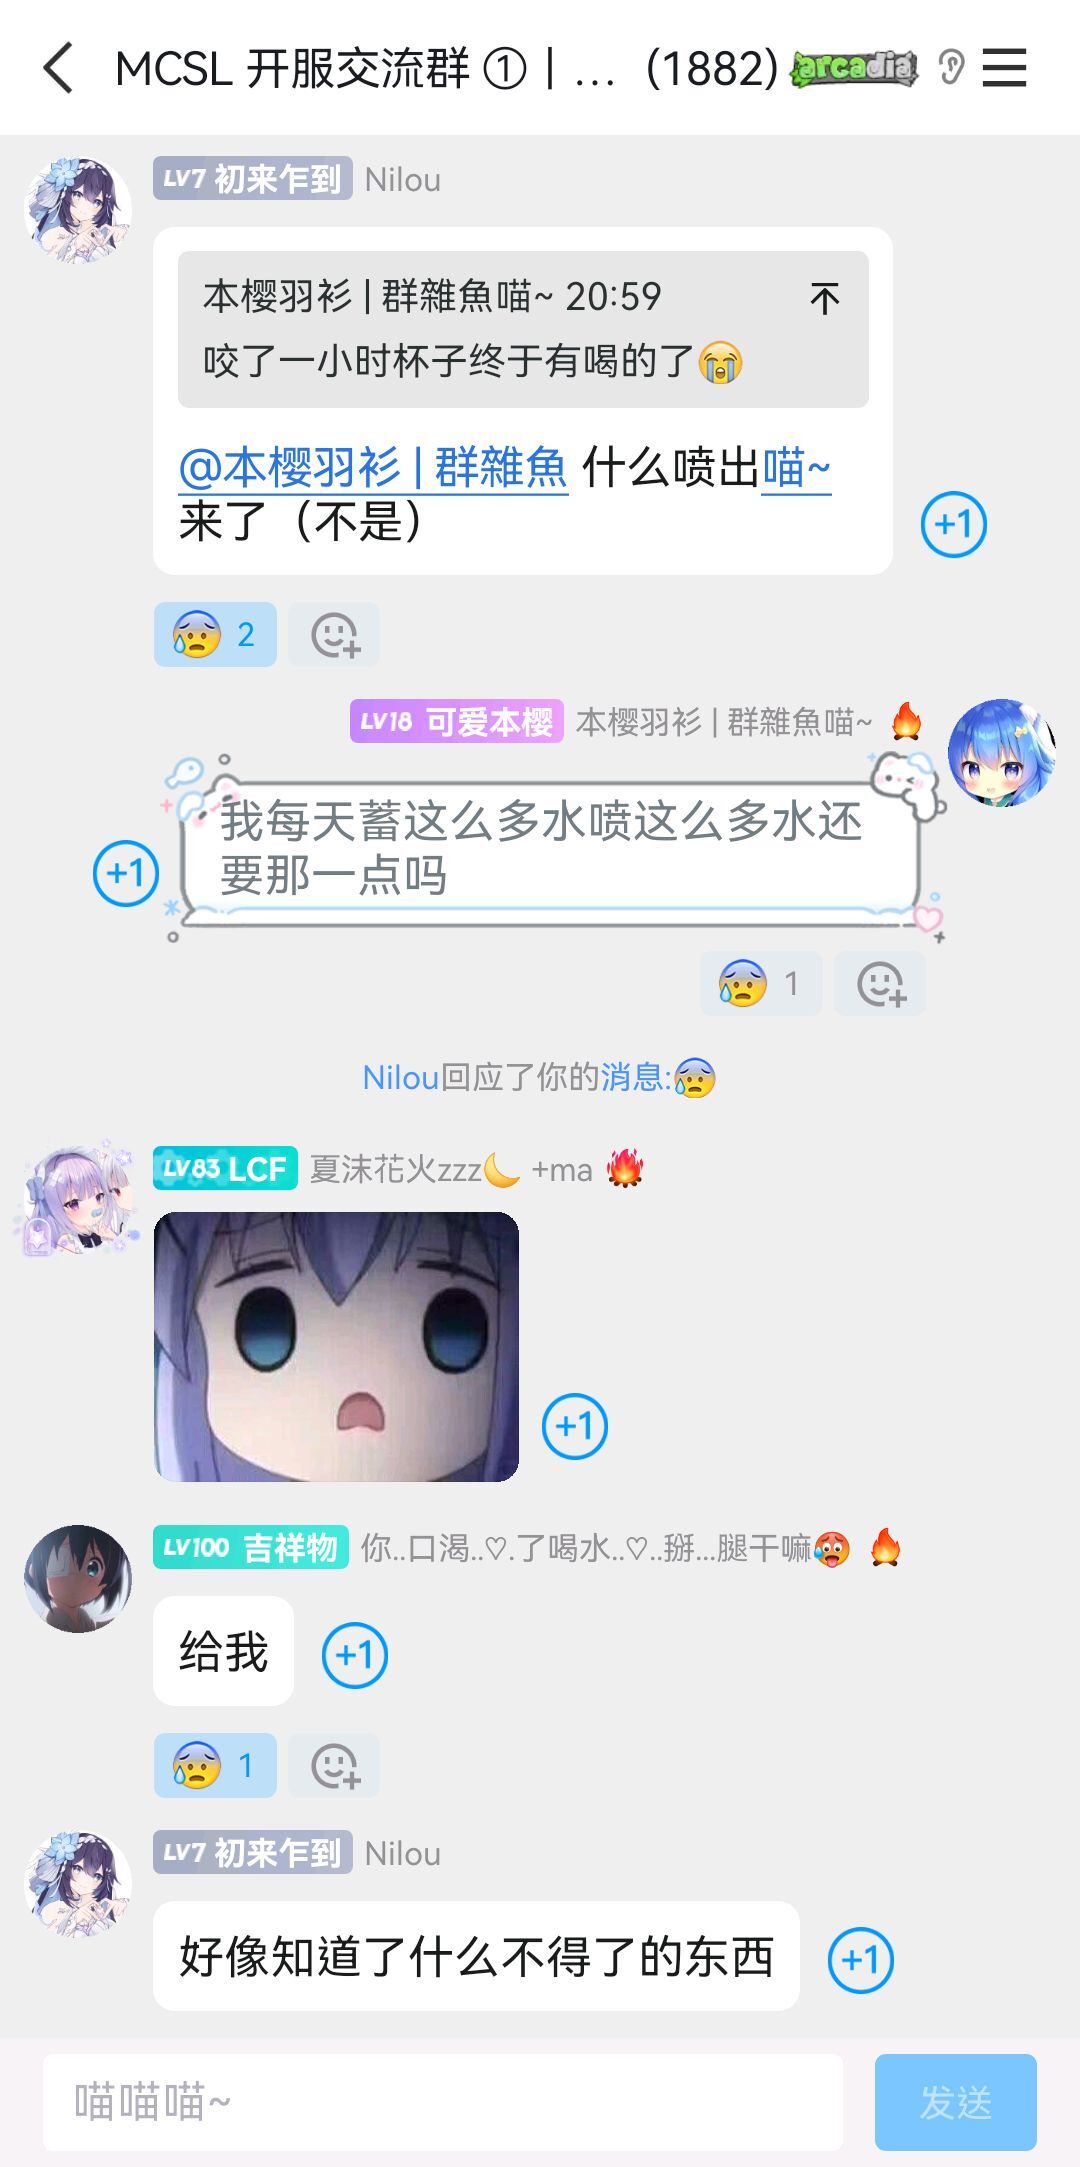 MCSL 开服交流群 ① | ... (1882) arcadia
LV7 初来乍到 Nilou
本樱羽衫 | 群雜魚喵~ 20:59
咬了一小时杯子终于有喝的了😭
@本樱羽衫 | 群雜魚 什么喷出喵~
来了（不是）
+1
😰 2
LV18 可爱本樱 本樱羽衫 | 群雜魚喵~ 🔥
我每天蓄这么多水喷这么多水还
要那一点吗
+1
😰 1
Nilou回应了你的消息:😰
LV83 LCF 夏沫花火zzz🌙 +ma 🔥
+1
LV100 吉祥物 你..口渴..♡.了喝水..♡..掰...腿干嘛🥵 🔥
给我
+1
😰 1
LV7 初来乍到 Nilou
好像知道了什么不得了的东西
+1
喵喵喵~
发送